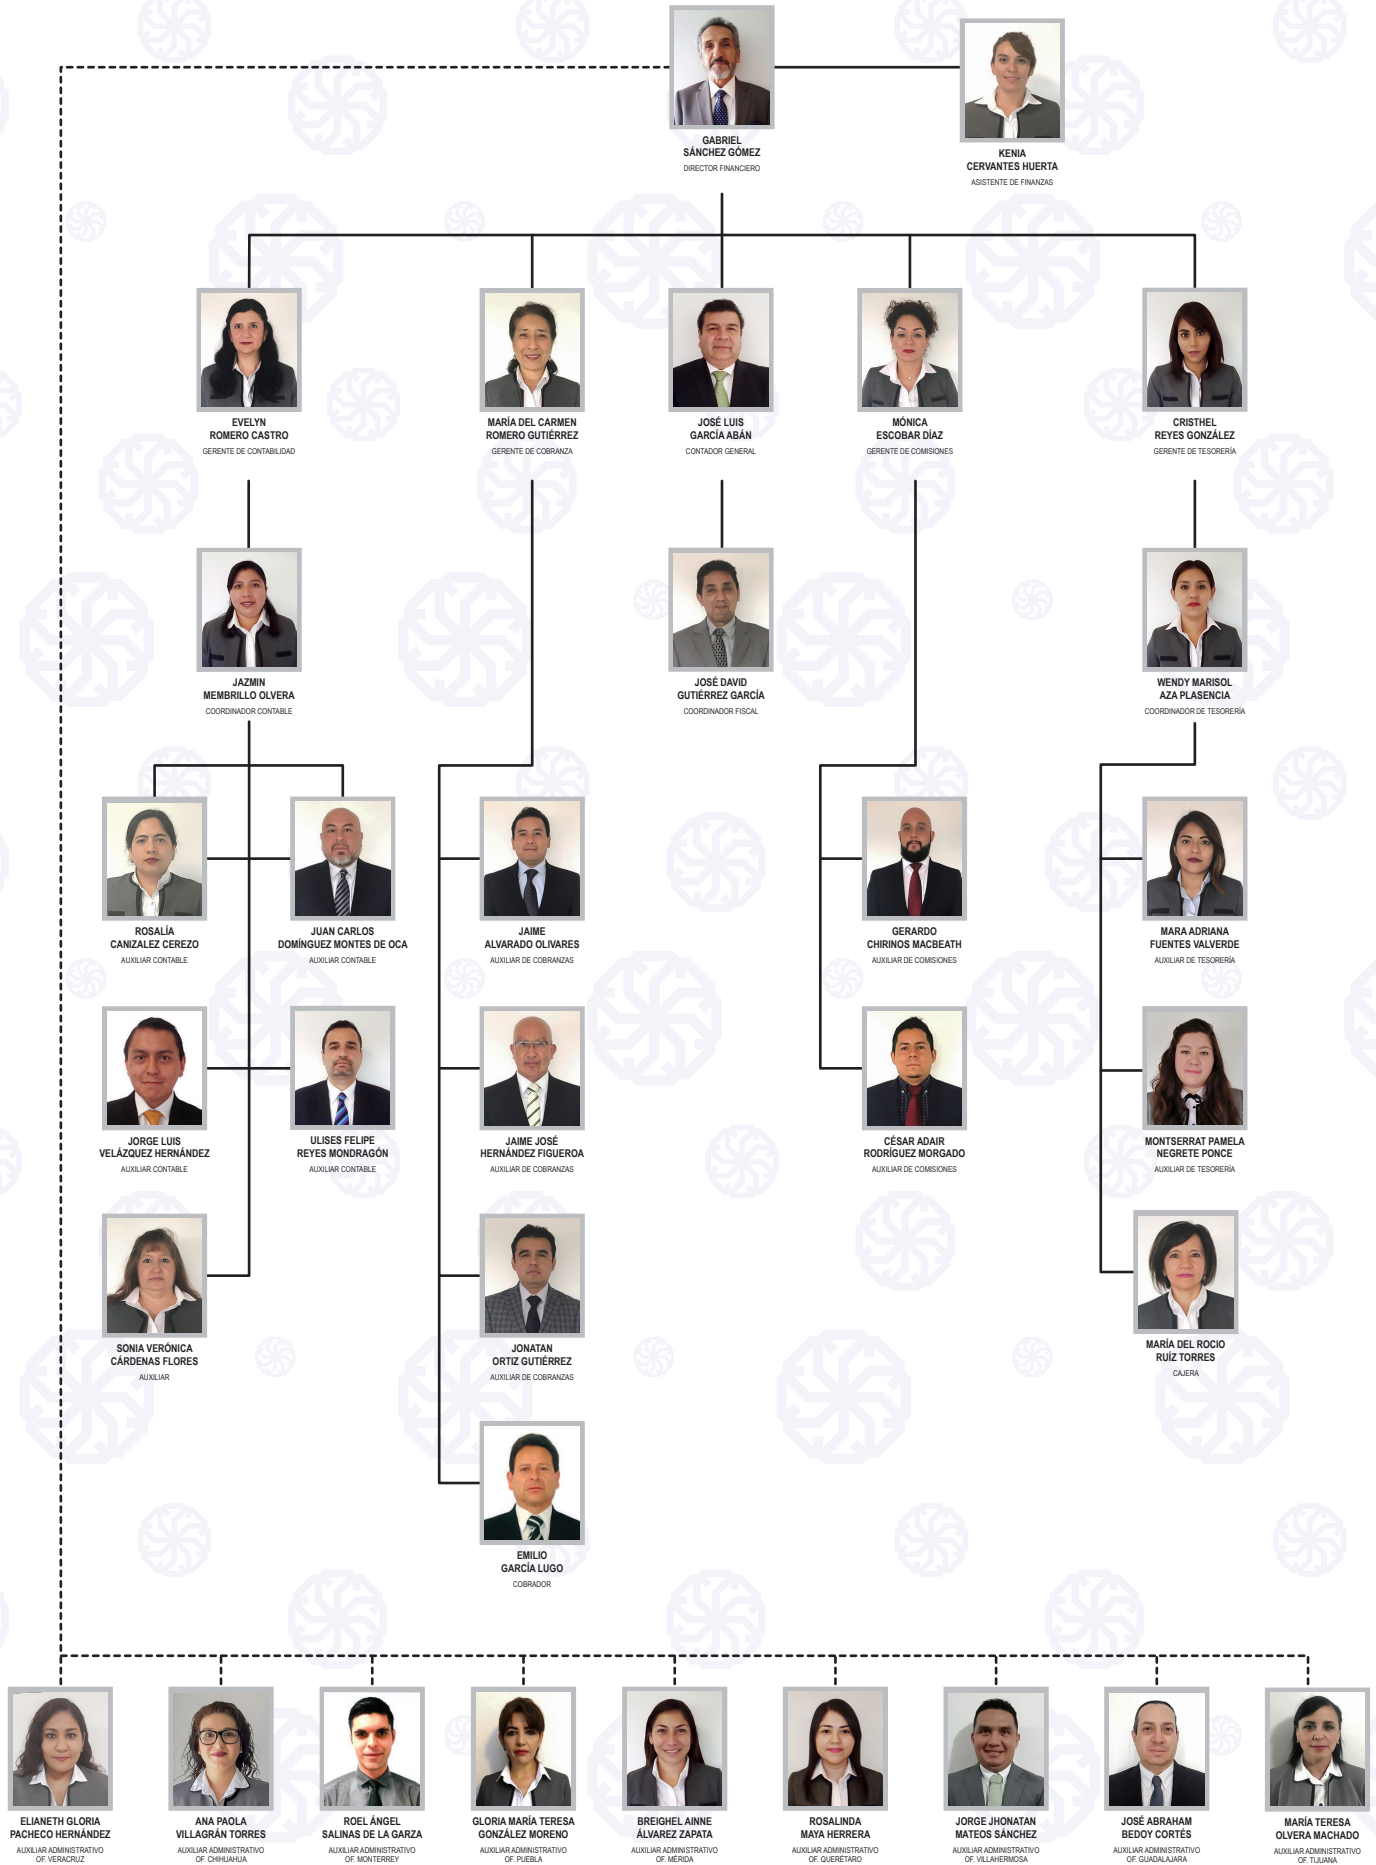 GABRIEL
SÁNCHEZ GÓMEZ
DIRECTOR FINANCIERO
KENIA
CERVANTES HUERTA
ASISTENTE DE FINANZAS
EVELYN
ROMERO CASTRO
GERENTE DE CONTABILIDAD
MARÍA DEL CARMEN
ROMERO GUTIÉRREZ
GERENTE DE COBRANZA
JOSÉ LUIS
GARCÍA ABÁN
CONTADOR GENERAL
MÓNICA
ESCOBAR DÍAZ
GERENTE DE COMISIONES
CRISTHEL
REYES GONZÁLEZ
GERENTE DE TESORERÍA
JAZMIN
MEMBRILLO OLVERA
COORDINADOR CONTABLE
JOSÉ DAVID
GUTIÉRREZ GARCÍA
COORDINADOR FISCAL
WENDY MARISOL
AZA PLASENCIA
COORDINADOR DE TESORERÍA
ROSALÍA
CANIZALEZ CEREZO
AUXILIAR CONTABLE
JUAN CARLOS
DOMÍNGUEZ MONTES DE OCA
AUXILIAR CONTABLE
JAIME
ALVARADO OLIVARES
AUXILIAR DE COBRANZAS
GERARDO
CHIRINOS MACBEATH
AUXILIAR DE COMISIONES
MARA ADRIANA
FUENTES VALVERDE
AUXILIAR DE TESORERÍA
JORGE LUIS
VELÁZQUEZ HERNÁNDEZ
AUXILIAR CONTABLE
ULISES FELIPE
REYES MONDRAGÓN
AUXILIAR CONTABLE
JAIME JOSÉ
HERNÁNDEZ FIGUEROA
AUXILIAR DE COBRANZAS
CÉSAR ADAIR
RODRÍGUEZ MORGADO
AUXILIAR DE COMISIONES
MONTSERRAT PAMELA
NEGRETE PONCE
AUXILIAR DE TESORERÍA
SONIA VERÓNICA
CÁRDENAS FLORES
AUXILIAR
JONATAN
ORTIZ GUTIÉRREZ
AUXILIAR DE COBRANZAS
MARÍA DEL ROCIO
RUÍZ TORRES
CAJERA
EMILIO
GARCÍA LUGO
COBRADOR
ELIANETH GLORIA
PACHECO HERNÁNDEZ
AUXILIAR ADMINISTRATIVO
OF. VERACRUZ
ANA PAOLA
VILLAGRÁN TORRES
AUXILIAR ADMINISTRATIVO
OF. CHIHUAHUA
ROEL ÁNGEL
SALINAS DE LA GARZA
AUXILIAR ADMINISTRATIVO
OF. MONTERREY
GLORIA MARÍA TERESA
GONZÁLEZ MORENO
AUXILIAR ADMINISTRATIVO
OF. PUEBLA
BREIGHEL AINNE
ÁLVAREZ ZAPATA
AUXILIAR ADMINISTRATIVO
OF. MÉRIDA
ROSALINDA
MAYA HERRERA
AUXILIAR ADMINISTRATIVO
OF. QUERÉTARO
JORGE JHONATAN
MATEOS SÁNCHEZ
AUXILIAR ADMINISTRATIVO
OF. VILLAHERMOSA
JOSÉ ABRAHAM
BEDOY CORTÉS
AUXILIAR ADMINISTRATIVO
OF. GUADALAJARA
MARÍA TERESA
OLVERA MACHADO
AUXILIAR ADMINISTRATIVO
OF. TIJUANA